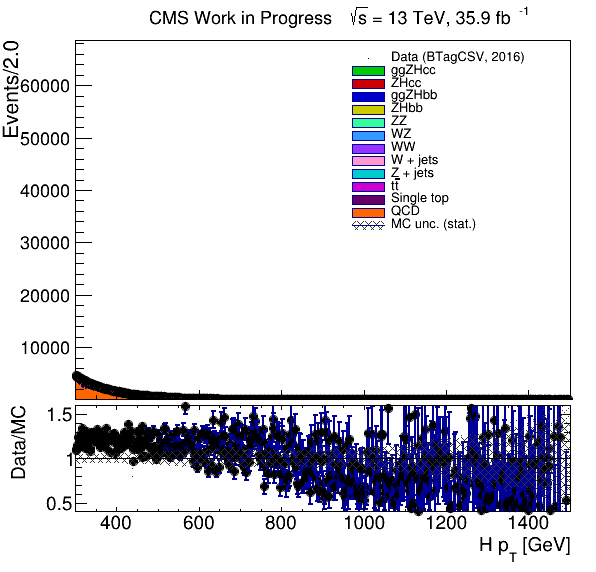 CMS Work in Progress √s = 13 TeV, 35.9 fb⁻¹
Events/2.0
60000
50000
40000
30000
20000
10000
Data (BTagCSV, 2016)
ggZHcc
ZHcc
ggZHbb
ZHbb
ZZ
WZ
WW
W + jets
Z + jets
tt̅
Single top
QCD
MC unc. (stat.)
Data/MC
1.5
1
0.5
400 600 800 1000 1200 1400
H p_T [GeV]